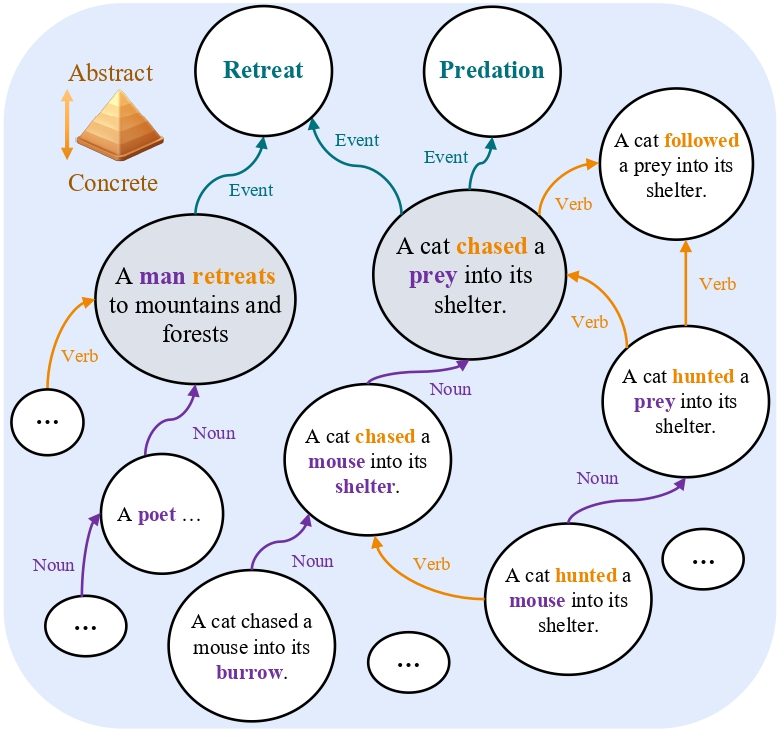 Retreat
Predation
Abstract
Concrete
Event
Event
Event
A cat followed
a prey into its
shelter.
Verb
A cat chased a
prey into its
shelter.
A man retreats
to mountains and
forests
Verb
Verb
Verb
...
Noun
Noun
A cat hunted a
prey into its
shelter.
A cat chased a
mouse into its
shelter.
A poet ...
Noun
Noun
Noun
Verb
...
A cat hunted a
mouse into its
shelter.
...
A cat chased a
mouse into its
burrow.
...